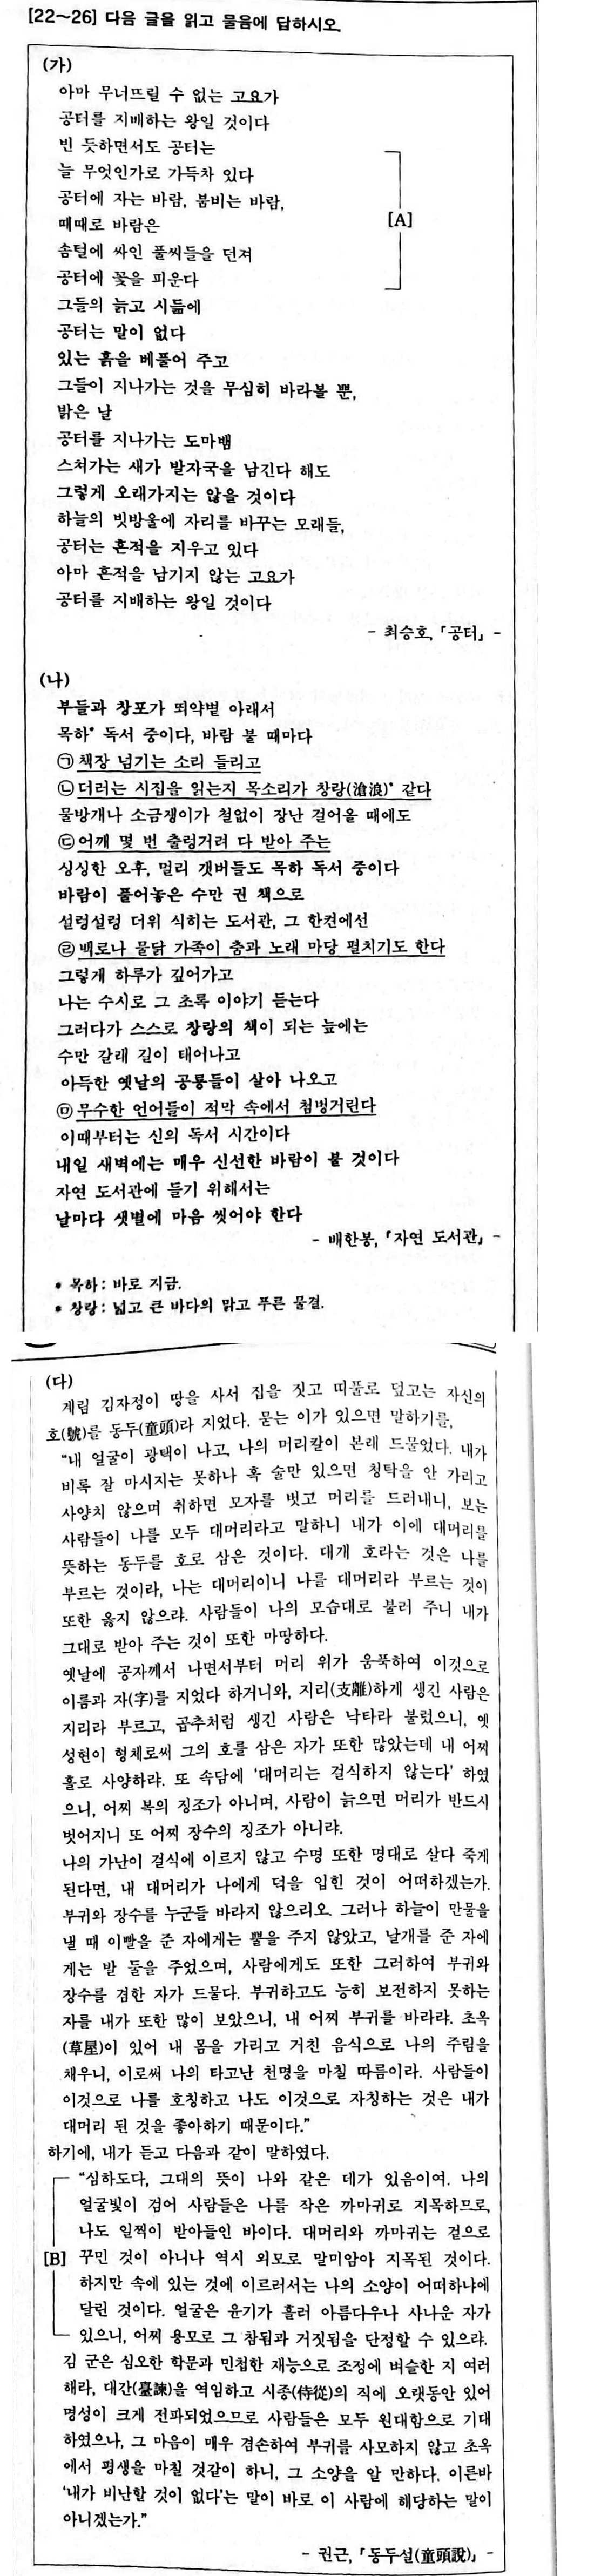 [22~26] 다음 글을 읽고 물음에 답하시오.
(가)
아마 무너뜨릴 수 없는 고요가
공터를 지배하는 왕일 것이다
빈 듯하면서도 공터는
늘 무엇인가로 가득차 있다
공터에 자는 바람, 붐비는 바람,
때때로 바람은
솜털에 싸인 풀씨들을 던져
공터에 꽃을 피운다
[A]
그들의 늙고 시듦에
공터는 말이 없다
있는 흙을 베풀어 주고
그들이 지나가는 것을 무심히 바라볼 뿐,
밝은 날
공터를 지나가는 도마뱀
스쳐가는 새가 발자국을 남긴다 해도
그렇게 오래가지는 않을 것이다
하늘의 빗방울에 자리를 바꾸는 모래들,
공터는 흔적을 지우고 있다
아마 흔적을 남기지 않는 고요가
공터를 지배하는 왕일 것이다
- 최승호, 「공터」 -
(나)
부들과 창포가 뙤약볕 아래서
목하* 독서 중이다, 바람 불 때마다
㉠ 책장 넘기는 소리 들리고
㉡ 더러는 시집을 읽는지 목소리가 창랑(滄浪)* 같다
물방개나 소금쟁이가 철없이 장난 걸어올 때에도
㉢ 어깨 몇 번 출렁거려 다 받아 주는
싱싱한 오후, 멀리 갯버들도 목하 독서 중이다
바람이 풀어놓은 수만 권 책으로
설렁설렁 더위 식히는 도서관, 그 한켠에선
㉣ 백로나 물닭 가족이 춤과 노래 마당 펼치기도 한다
그렇게 하루가 깊어가고
나는 수시로 그 초록 이야기 듣는다
그러다가 스스로 창랑의 책이 되는 늪에는
수만 갈래 길이 태어나고
아득한 옛날의 공룡들이 살아 나오고
㉤ 무수한 언어들이 적막 속에서 첨벙거린다
이때부터는 신의 독서 시간이다
내일 새벽에는 매우 신선한 바람이 불 것이다
자연 도서관에 들기 위해서는
날마다 샛별에 마음 씻어야 한다
- 배한봉, 「자연 도서관」 -
* 목하: 바로 지금.
* 창랑: 넓고 큰 바다의 맑고 푸른 물결.
(다)
계림 김자정이 땅을 사서 집을 짓고 띠풀로 덮고는 자신의
호(號)를 동두(童頭)라 지었다. 묻는 이가 있으면 말하기를,
“내 얼굴이 광택이 나고, 나의 머리칼이 본래 드물었다. 내가
비록 잘 마시지는 못하나 혹 술만 있으면 청탁을 안 가리고
사양치 않으며 취하면 모자를 벗고 머리를 드러내니, 보는
사람들이 나를 모두 대머리라고 말하니 내가 이에 대머리를
뜻하는 동두를 호로 삼은 것이다. 대개 호라는 것은 나를
부르는 것이라, 나는 대머리이니 나를 대머리라 부르는 것이
또한 옳지 않으랴. 사람들이 나의 모습대로 불러 주니 내가
그대로 받아 주는 것이 또한 마땅하다.
옛날에 공자께서 나면서부터 머리 위가 움푹하여 이것으로
이름과 자(字)를 지었다 하거니와, 지리(支離)하게 생긴 사람은
지리라 부르고, 곱추처럼 생긴 사람은 낙타라 불렀으니, 옛
성현이 형체로써 그의 호를 삼은 자가 또한 많았는데 내 어찌
홀로 사양하랴. 또 속담에 ‘대머리는 걸식하지 않는다’ 하였
으니, 어찌 복의 징조가 아니며, 사람이 늙으면 머리가 반드시
벗어지니 또 어찌 장수의 징조가 아니랴.
나의 가난이 걸식에 이르지 않고 수명 또한 명대로 살다 죽게
된다면, 내 대머리가 나에게 덕을 입힌 것이 어떠하겠는가.
부귀와 장수를 누군들 바라지 않으리오. 그러나 하늘이 만물을
낼 때 이빨을 준 자에게는 뿔을 주지 않았고, 날개를 준 자에
게는 발 둘을 주었으며, 사람에게도 또한 그러하여 부귀와
장수를 겸한 자가 드물다. 부귀하고도 능히 보전하지 못하는
자를 내가 또한 많이 보았으니, 내 어찌 부귀를 바라랴. 초옥
(草屋)이 있어 내 몸을 가리고 거친 음식으로 나의 주림을
채우니, 이로써 나의 타고난 천명을 마칠 따름이라. 사람들이
이것으로 나를 호칭하고 나도 이것으로 자칭하는 것은 내가
대머리 된 것을 좋아하기 때문이다.”
하기에, 내가 듣고 다음과 같이 말하였다.
“심하도다, 그대의 뜻이 나와 같은 데가 있음이여. 나의
얼굴빛이 검어 사람들은 나를 작은 까마귀로 지목하므로,
나도 일찍이 받아들인 바이다. 대머리와 까마귀는 겉으로
[B] 꾸민 것이 아니나 역시 외모로 말미암아 지목된 것이다.
하지만 속에 있는 것에 이르러서는 나의 소양이 어떠하냐에
달린 것이다. 얼굴은 윤기가 흘러 아름다우나 사나운 자가
있으니, 어찌 용모로 그 참됨과 거짓됨을 단정할 수 있으랴.
김 군은 심오한 학문과 민첩한 재능으로 조정에 벼슬한 지 여러
해라, 대간(臺諫)을 역임하고 시종(侍從)의 직에 오랫동안 있어
명성이 크게 전파되었으므로 사람들은 모두 원대함으로 기대
하였으나, 그 마음이 매우 겸손하여 부귀를 사모하지 않고 초옥
에서 평생을 마칠 것같이 하니, 그 소양을 알 만하다. 이른바
‘내가 비난할 것이 없다’는 말이 바로 이 사람에 해당하는 말이
아니겠는가.”
- 권근, 「동두설(童頭說)」 -